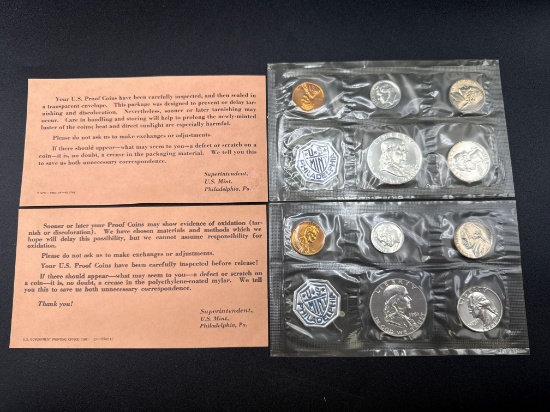 Your U.S. Proof Coins have been carefully inspected, and then sealed in
a transparent envelope. This package was designed to prevent or delay tar-
nishing and discoloration. Nevertheless, sooner or later tarnishing may
occur. Care in handling and storing will help to prolong the newly-minted
luster of the coins, heat and direct sunlight are especially harmful.
Please do not ask us to make exchanges or adjustments.
If there should appear—what may seem to you—a defect or scratch on a
coin—it is, no doubt, a crease in the packaging material. We tell you this
to save us both unnecessary correspondence.
Superintendent,
U.S. Mint,
Philadelphia, Pa.
Sooner or later your Proof Coins may show evidence of oxidation (tar-
nish or discoloration). We have chosen materials and methods which we
hope will delay this possibility, but we cannot assume responsibility for
oxidation.
Please do not ask us to make exchanges or adjustments.
Your U.S. Proof Coins have been carefully inspected before release!
If there should appear—what may seem to you—a defect or scratch on
a coin—it is, no doubt, a crease in the polyethylene-coated mylar. We tell
you this to save us both unnecessary correspondence.
Thank you!
Superintendent,
U.S. Mint,
Philadelphia, Pa.
U.S. GOVERNMENT PRINTING OFFICE
U.S.
MINT
PHILADELPHIA
U.S.
MINT
PHILADELPHIA
LIBERTY